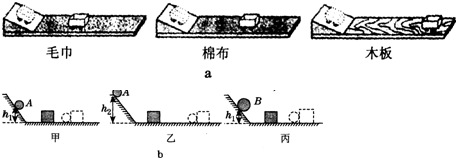 毛巾 棉布 木板
a
A A B
h₁ h₂ h₁
甲 乙 丙
b